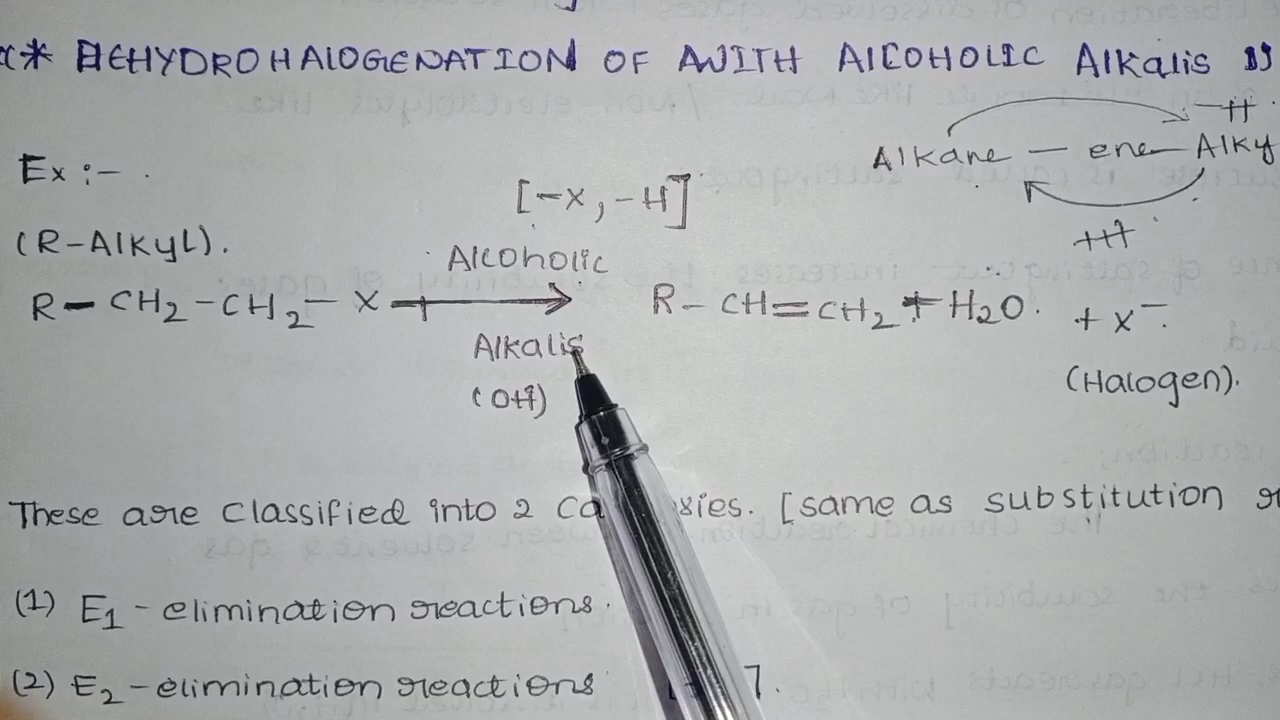 * DEHYDROHALOGENATION OF WITH ALCOHOLIC Alkalis
-H
Alkane — ene Alky
Ex :- .
[-X, -H]
+H
(R-Alkyl).
Alcoholic
R-CH2-CH2-X → R-CH=CH2 + H2O. + X-.
Alkalis
(OH)
(Halogen).
These are classified into 2 [same as substitution
(1) E1 - elimination reactions.
(2) E2 - elimination reactions